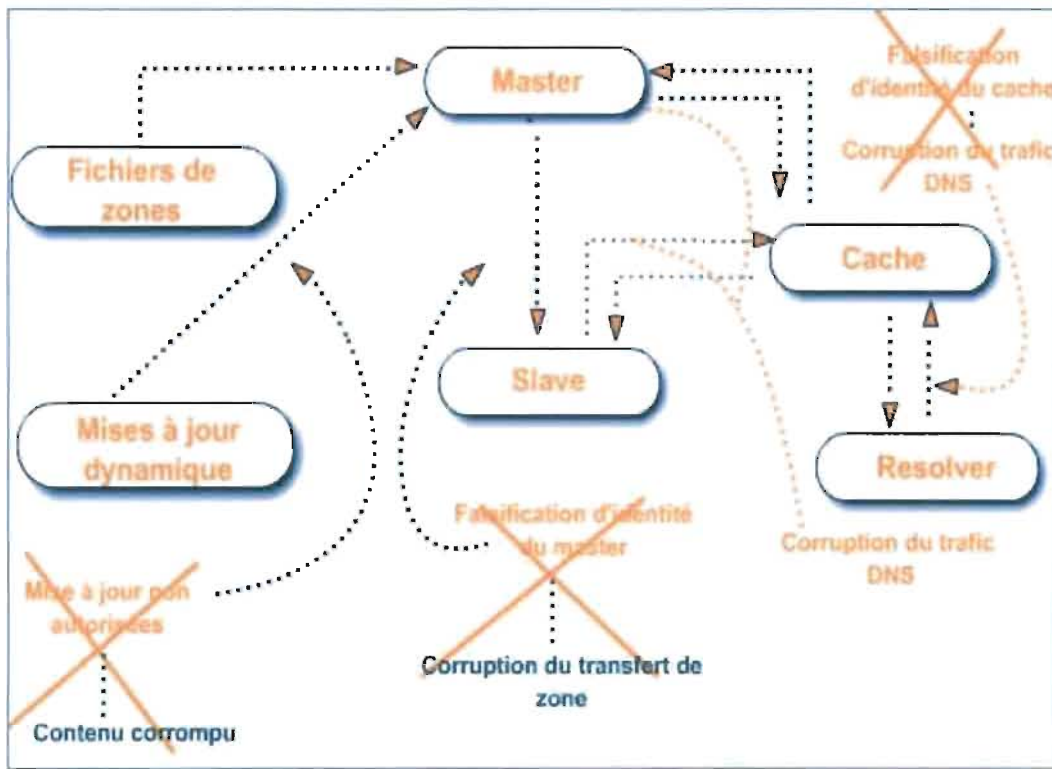 Master
Falsification
d'identité du cache
Corruption du trafic
DNS
Fichiers de
zones
Cache
Slave
Mises à jour
dynamique
Resolver
Falsification d'identité
du master
Corruption du trafic
DNS
Mise à jour non
autorisées
Corruption du transfert de
zone
Contenu corrompu